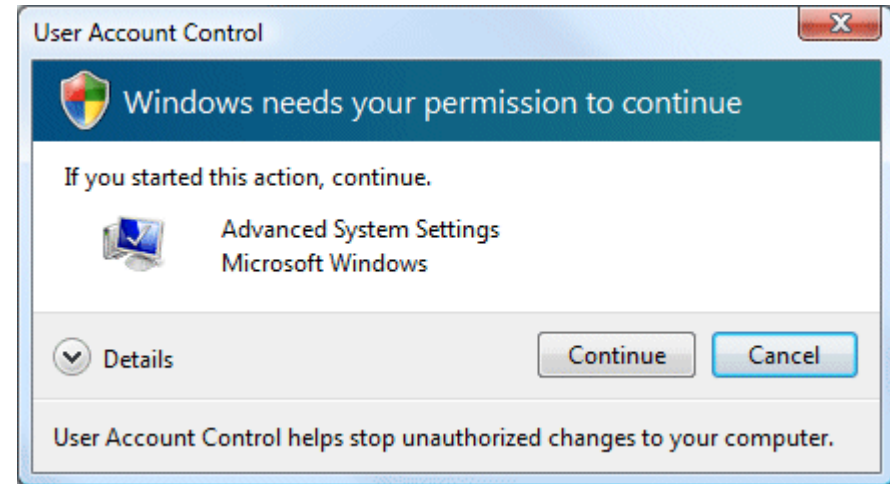 User Account Control
Windows needs your permission to continue
If you started this action, continue.
Advanced System Settings
Microsoft Windows
Details
Continue
Cancel
User Account Control helps stop unauthorized changes to your computer.